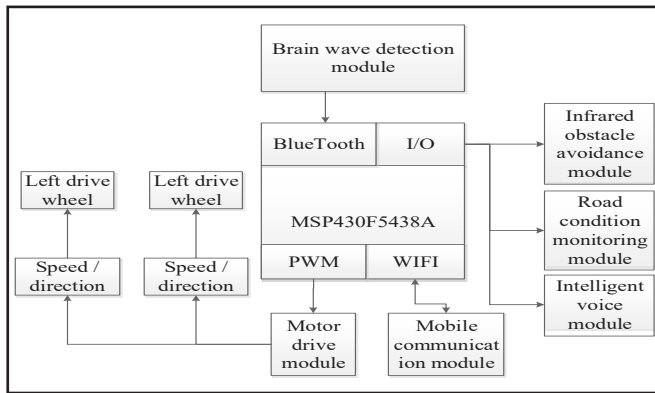 Brain wave detection
module
BlueTooth
I/O
MSP430F5438A
PWM
WIFI
Infrared
obstacle
avoidance module
Road
condition
monitoring
module
Intelligent
voice
module
Left drive
wheel
Left drive
wheel
Speed /
direction
Speed /
direction
Motor
drive
module
Mobile
communicat
ion module